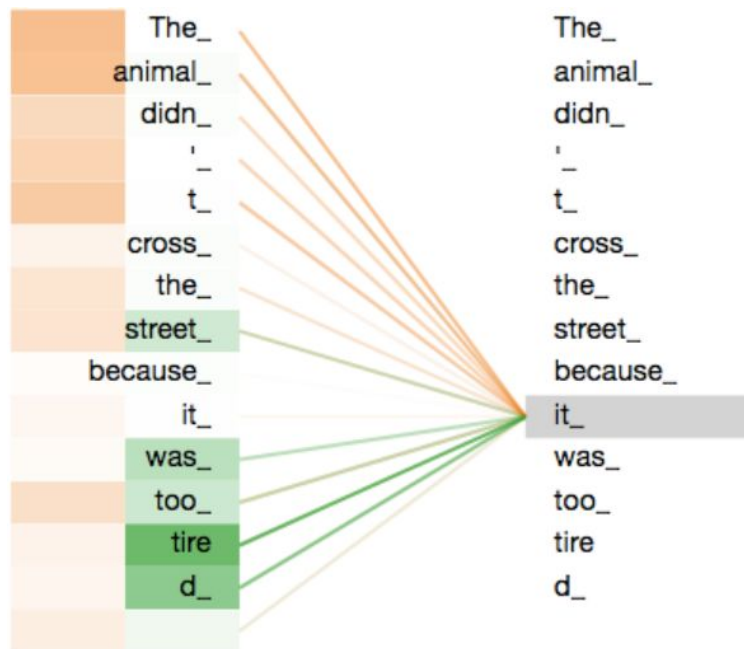 The_ The_
animal_ animal_
didn_ didn_
'_ '_
t_ t_
cross_ cross_
the_ the_
street_ street_
because_ because_
it_ it_
was_ was_
too_ too_
tire tire
d_ d_